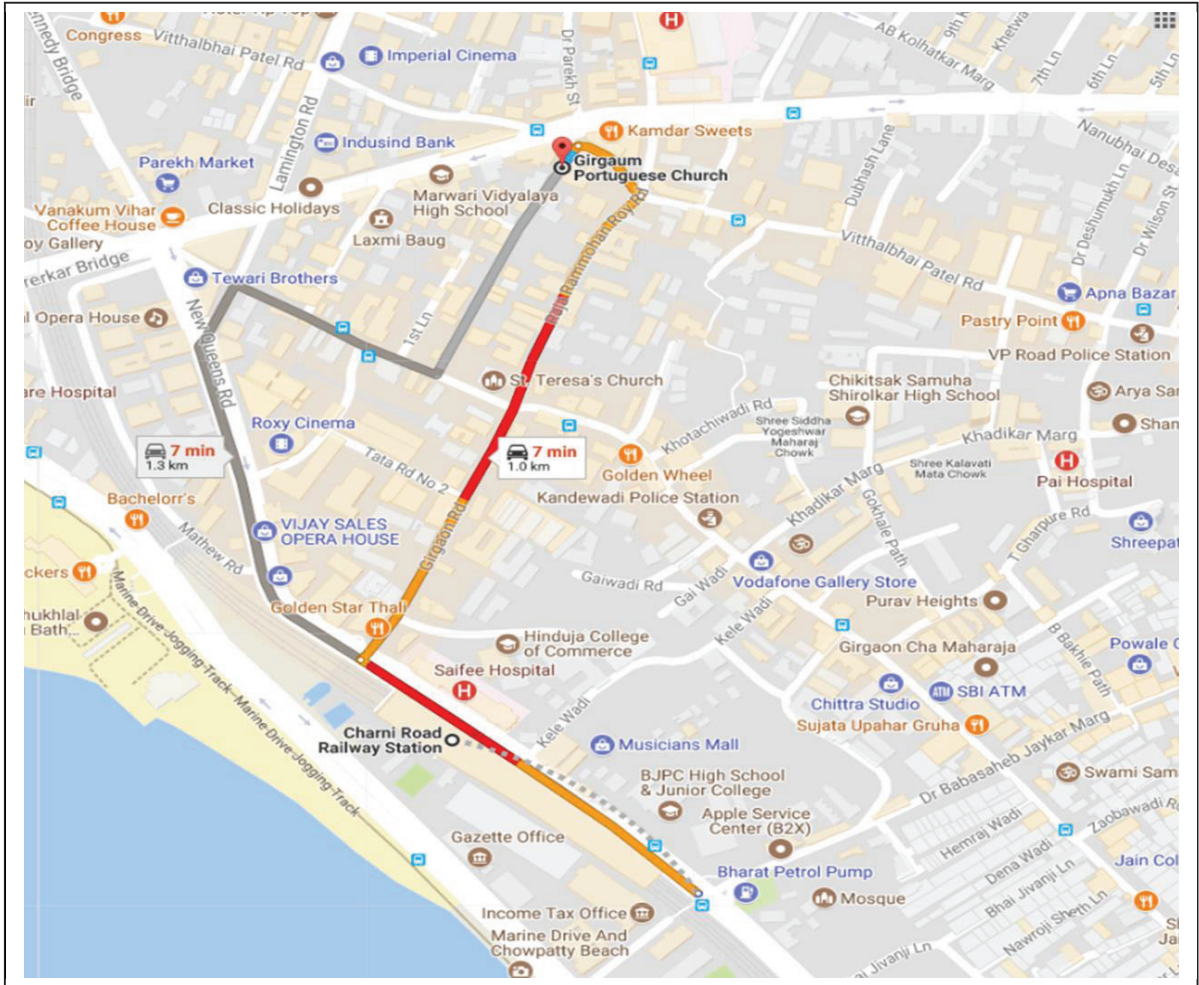 Congress
Vitthalbhai Patel Rd
Imperial Cinema
Dr Parekh St
H
AB Kolhatkar Marg
9th
Khetwa
7th Ln
6th Ln
5th Ln
Kennedy Bridge
Lamington Rd
Indusind Bank
Kamdar Sweets
Nanubhai Des
Parekh Market
Girgaum
Portuguese Church
Marwari Vidyalaya
High School
Classic Holidays
Vanakum Vihar
Coffee House
oy Gallery
Laxmi Baug
Raja Rammohan Roy Rd
Dubhash Lane
Vitthalbhai Patel Rd
Dr Deshumukh Ln
Dr Wilson St
rerkar Bridge
Tewari Brothers
Opera House
New Queens Rd
1st Ln
Apna Bazar
Pastry Point
VP Road Police Station
St. Teresa's Church
Chikitsak Samuha
Shirolkar High School
Arya Sar
are Hospital
Roxy Cinema
Khotachiwadi Rd
Shree Siddha
Yogeshwar
Maharaj
Chowk
Khadikar Marg
Shan
7 min
1.3 km
7 min
1.0 km
Tata Rd No 2
Golden Wheel
Shree Kalavati
Mata Chowk
H
Pai Hospital
Bachelorr's
Kandewadi Police Station
Khadikar Marg
Gokhale Path
T Gharpure Rd
VIJAY SALES
OPERA HOUSE
Mathew Rd
Girgaon Rd
Shreepat
ckers
Gaiwadi Rd
Gai Wadi
Vodafone Gallery Store
Purav Heights
Golden Star Thali
Kele Wadi
B Bakhle Path
hukhlal
Bath...
Marine Drive Jogging Track
Marine Drive Jogging Track
Hinduja College
of Commerce
Girgaon Cha Maharaja
Powale C
Saifee Hospital
H
Chittra Studio
ATM
SBI ATM
Sujata Upahar Gruha
Charni Road
Railway Station
Kele Wadi
Musicians Mall
Dr Babasaheb Jaykar Marg
Swami Sam
BJPC High School
& Junior College
Zaobawadi Rd
Apple Service
Center (B2X)
Hemraj Wadi
Gazette Office
Dena Wadi
Bharat Petrol Pump
Bhai Jivanji Ln
Jain Col
Mosque
Income Tax Office
Nawroji Sheth Ln
Marine Drive And
Chowpatty Beach
Jivanji Ln